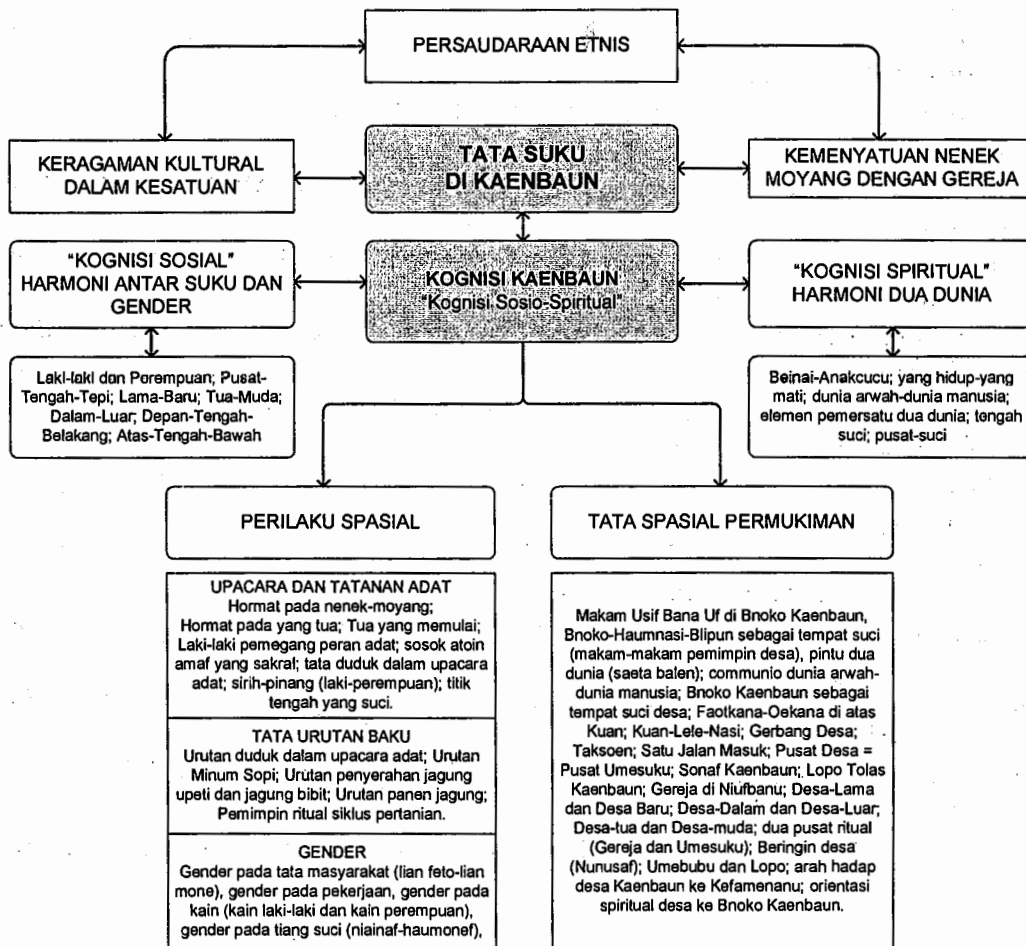 PERSAUDARAAN ETNIS
KERAGAMAN KULTURAL
DALAM KESATUAN
TATA SUKU
DI KAENBAUN
KEMENYATUAN NENEK
MOYANG DENGAN GEREJA
"KOGNISI SOSIAL"
HARMONI ANTAR SUKU DAN
GENDER
KOGNISI KAENBAUN
"Kognisi Sosio-Spiritual"
"KOGNISI SPIRITUAL"
HARMONI DUA DUNIA
Laki-laki dan Perempuan; Pusat-
Tengah-Tepi; Lama-Baru; Tua-Muda;
Dalam-Luar; Depan-Tengah-
Belakang; Atas-Tengah-Bawah
Beinai-Anakcucu; yang hidup-yang
mati; dunia arwah-dunia manusia;
elemen pemersatu dua dunia; tengah
suci; pusat-suci
PERILAKU SPASIAL
UPACARA DAN TATANAN ADAT
Hormat pada nenek-moyang;
Hormat pada yang tua; Tua yang memulai;
Laki-laki pemegang peran adat; sosok atoin
amaf yang sakral; tata duduk dalam upacara
adat; sirih-pinang (laki-perempuan); titik
tengah yang suci.
TATA URUTAN BAKU
Urutan duduk dalam upacara adat; Urutan
Minum Sopi; Urutan penyerahan jagung
upeti dan jagung bibit; Urutan panen jagung;
Pemimpin ritual siklus pertanian.
GENDER
Gender pada tata masyarakat (lian feto-lian
mone), gender pada pekerjaan, gender pada
kain (kain laki-laki dan kain perempuan),
gender pada tiang suci (niainaf-haumonef),
TATA SPASIAL PERMUKIMAN
Makam Usif Bana Uf di Bnoko Kaenbaun,
Bnoko-Haumnasi-Blipun sebagai tempat suci
(makam-makam pemimpin desa), pintu dua
dunia (saeta balen); communio dunia arwah-
dunia manusia; Bnoko Kaenbaun sebagai
tempat suci desa; Faotkana-Oekana di atas
Kuan; Kuan-Lele-Nasi; Gerbang Desa;
Taksoen; Satu Jalan Masuk; Pusat Desa =
Pusat Umesuku; Sonaf Kaenbaun; Lopo Tolas
Kaenbaun; Gereja di Niufbanu; Desa-Lama
dan Desa Baru; Desa-Dalam dan Desa-Luar;
Desa-tua dan Desa-muda; dua pusat ritual
(Gereja dan Umesuku); Beringin desa
(Nunusaf); Umebubu dan Lopo; arah hadap
desa Kaenbaun ke Kefamenanu; orientasi
spiritual desa ke Bnoko Kaenbaun.